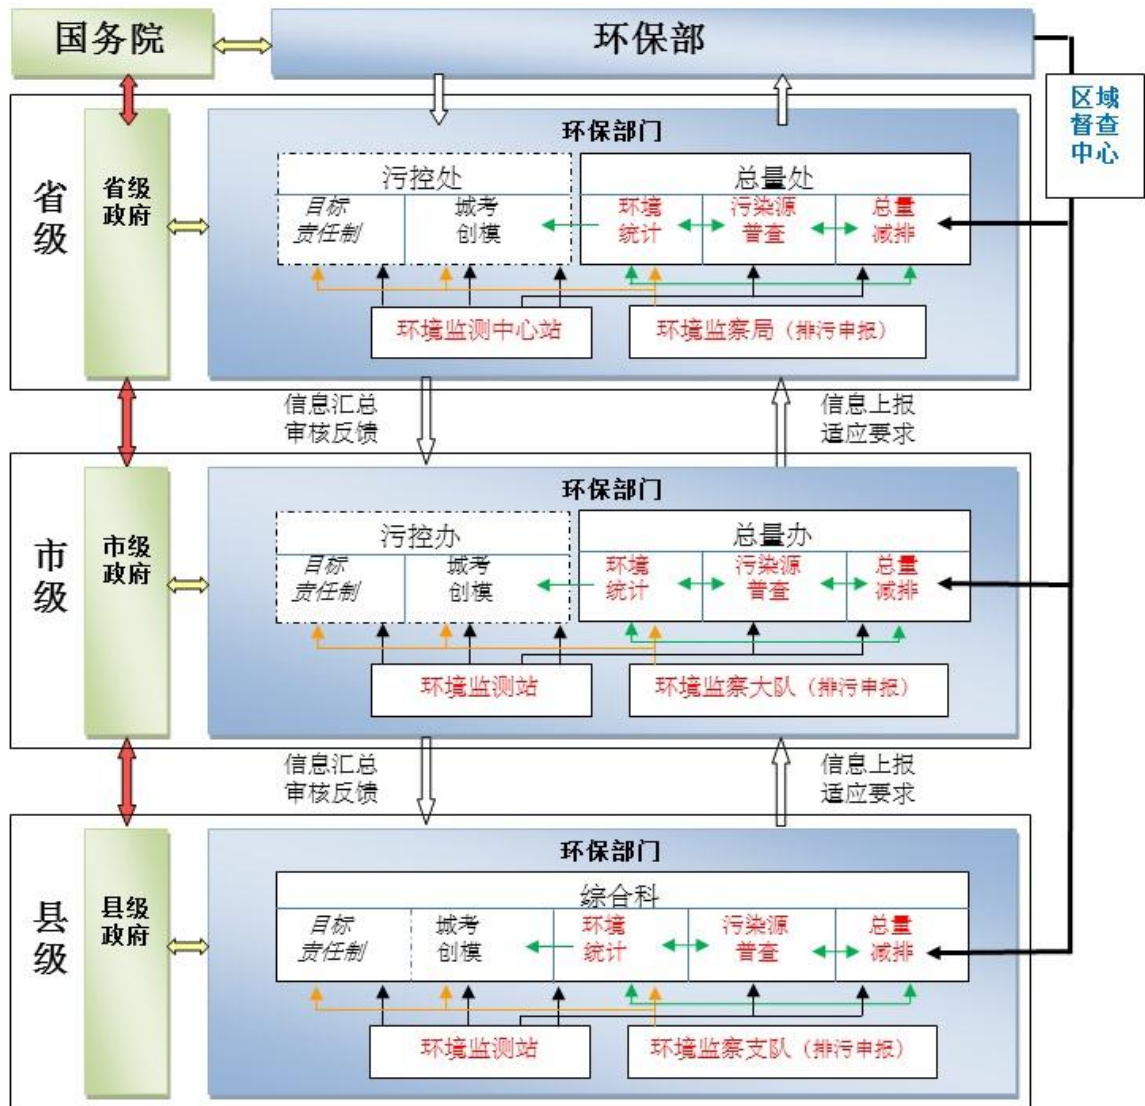 国务院
环保部
区域
督查
中心
省级
省级
政府
环保部门
污控处
总量处
目标
责任制
城考
创模
环境
统计
污染源
普查
总量
减排
环境监测中心站
环境监察局（排污申报）
信息汇总
审核反馈
信息上报
适应要求
市级
市级
政府
环保部门
污控办
总量办
目标
责任制
城考
创模
环境
统计
污染源
普查
总量
减排
环境监测站
环境监察大队（排污申报）
信息汇总
审核反馈
信息上报
适应要求
县级
县级
政府
环保部门
综合科
目标
责任制
城考
创模
环境
统计
污染源
普查
总量
减排
环境监测站
环境监察支队（排污申报）